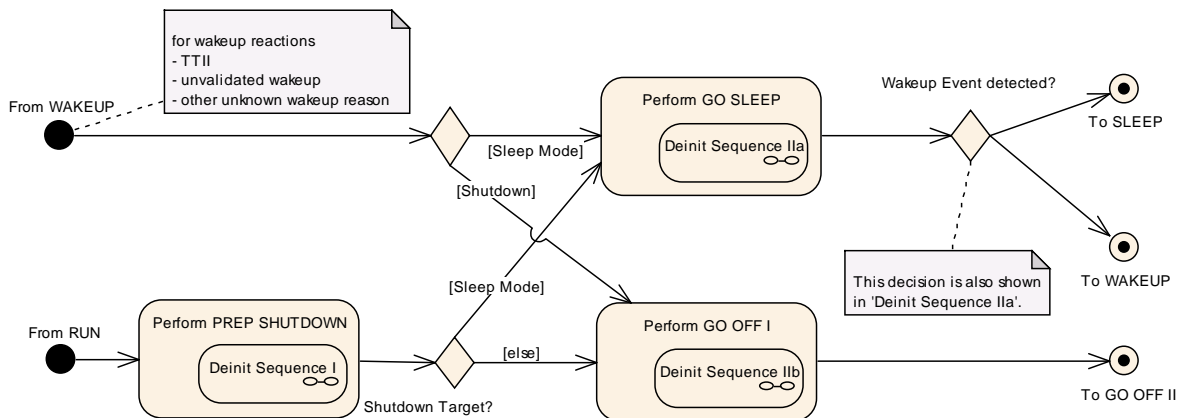 for wakeup reactions
- TTII
- unvalidated wakeup
- other unknown wakeup reason
From WAKEUP
Perform GO SLEEP
Deinit Sequence IIa
Wakeup Event detected?
To SLEEP
[Sleep Mode]
[Shutdown]
This decision is also shown
in 'Deinit Sequence IIa'.
To WAKEUP
[Sleep Mode]
From RUN
Perform PREP SHUTDOWN
Deinit Sequence I
Shutdown Target?
[else]
Perform GO OFF I
Deinit Sequence IIb
To GO OFF II